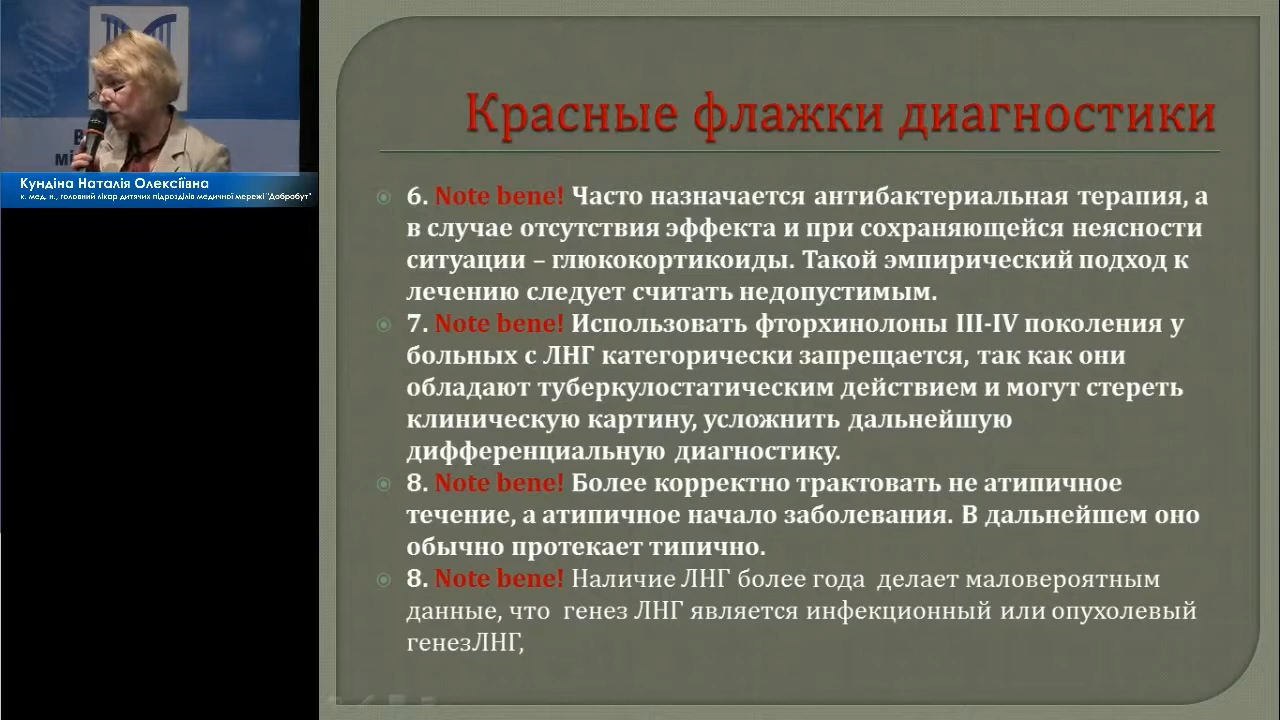 В
мі
Кундіна Наталія Олексіївна
к. мед. н., головний лікар дитячих підрозділів медичної мережі "Добробут"
Красные флажки диагностики
6. Note bene! Часто назначается антибактериальная терапия, а
в случае отсутствия эффекта и при сохраняющейся неясности
ситуации – глюкокортикоиды. Такой эмпирический подход к
лечению следует считать недопустимым.
7. Note bene! Использовать фторхинолоны III-IV поколения у
больных с ЛНГ категорически запрещается, так как они
обладают туберкулостатическим действием и могут стереть
клиническую картину, усложнить дальнейшую
дифференциальную диагностику.
8. Note bene! Более корректно трактовать не атипичное
течение, а атипичное начало заболевания. В дальнейшем оно
обычно протекает типично.
8. Note bene! Наличие ЛНГ более года делает маловероятным
данные, что генез ЛНГ является инфекционный или опухолевый
генезЛНГ,